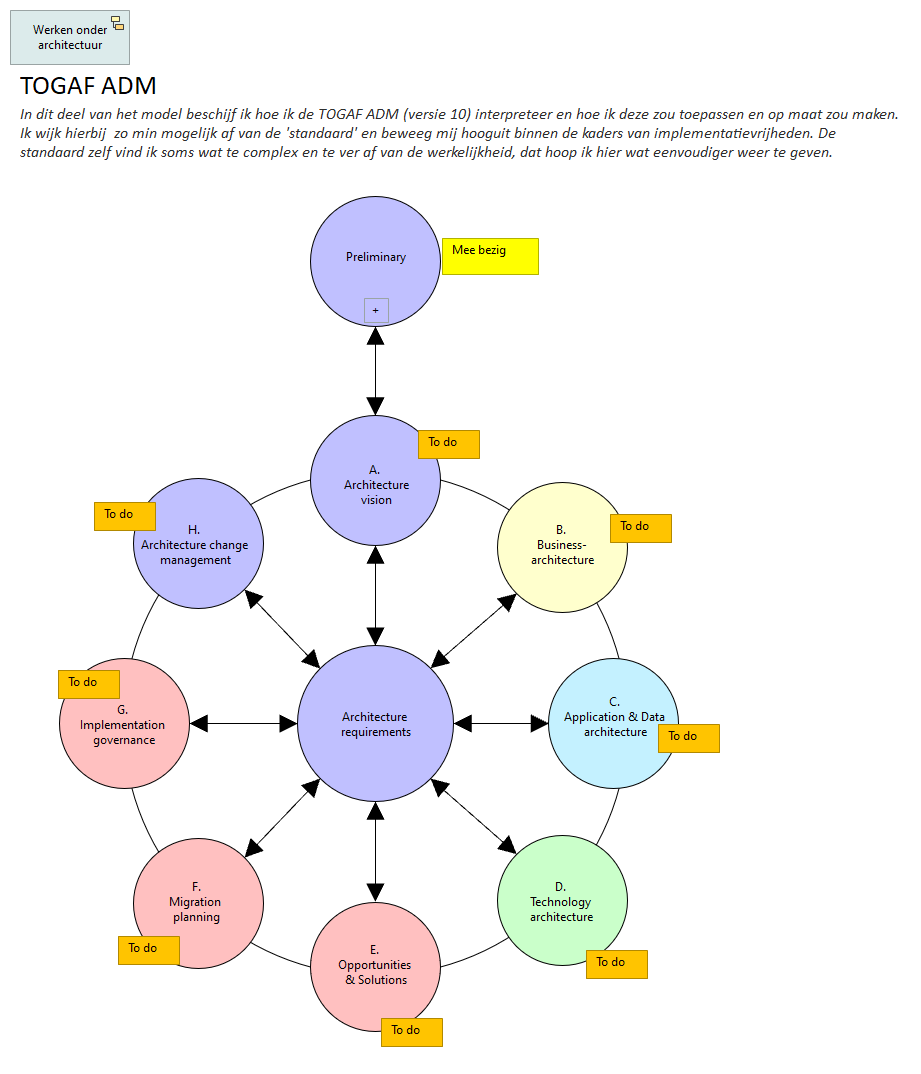 Werken onder
architectuur
TOGAF ADM
In dit deel van het model beschijf ik hoe ik de TOGAF ADM (versie 10) interpreteer en hoe ik deze zou toepassen en op maat zou maken.
Ik wijk hierbij  zo min mogelijk af van de 'standaard' en beweeg mij hooguit binnen de kaders van implementatievrijheden. De
standaard zelf vind ik soms wat te complex en te ver af van de werkelijkheid, dat hoop ik hier wat eenvoudiger weer te geven.
Preliminary
+
Mee bezig
A.
Architecture
vision
To do
H.
Architecture change
management
To do
B.
Business-
architecture
To do
G.
Implementation
governance
To do
Architecture
requirements
C.
Application & Data
architecture
To do
F.
Migration
planning
To do
D.
Technology
architecture
To do
E.
Opportunities
& Solutions
To do